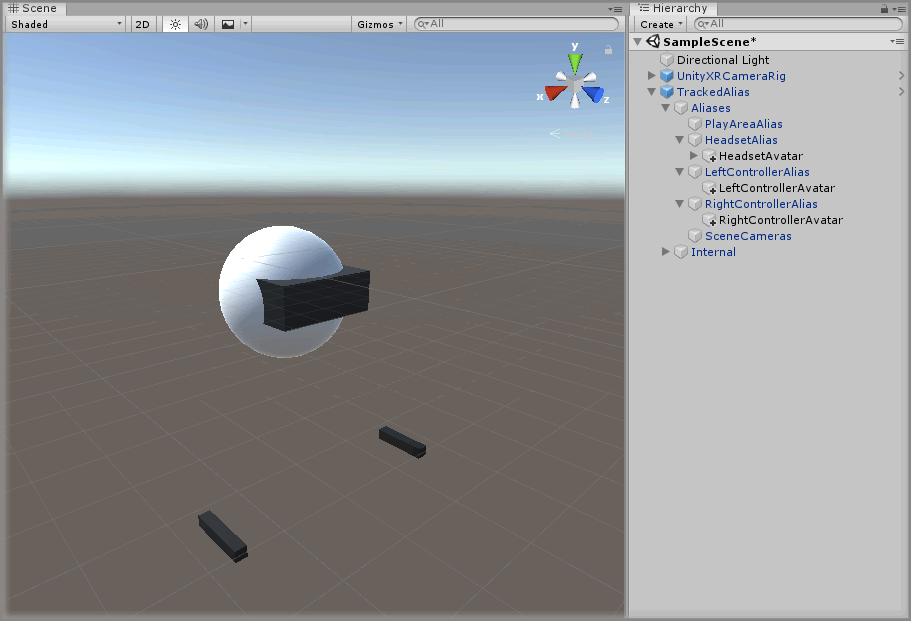 Scene
Shaded 2D Gizmos All
y
x z
Hierarchy
Create All
SampleScene*
Directional Light
UnityXRCameraRig
TrackedAlias
Aliases
PlayAreaAlias
HeadsetAlias
HeadsetAvatar
LeftControllerAlias
LeftControllerAvatar
RightControllerAlias
RightControllerAvatar
SceneCameras
Internal